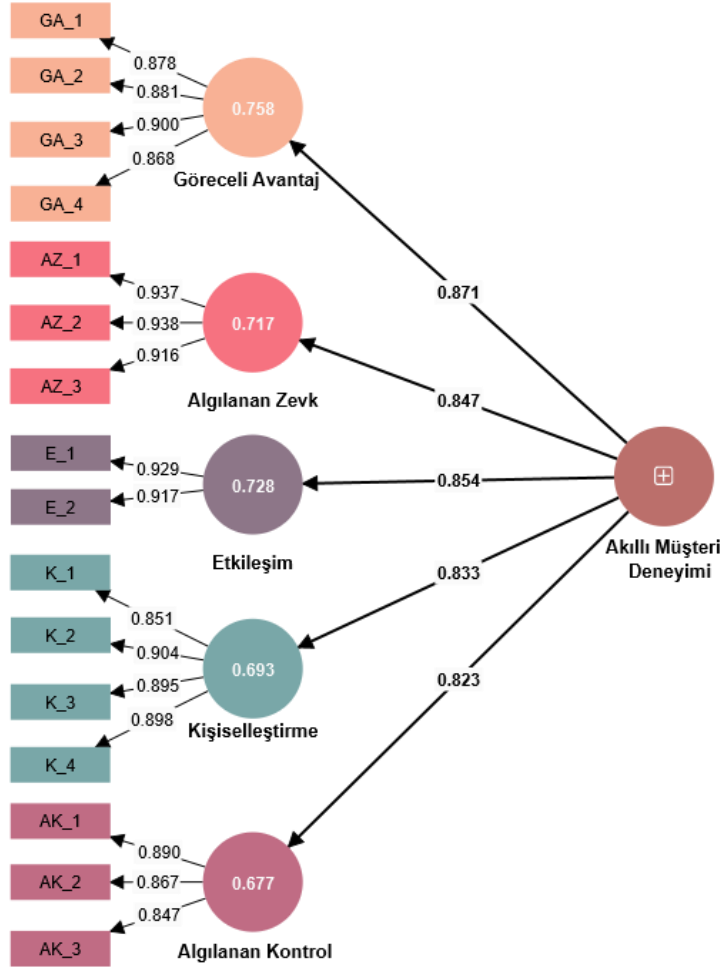 GA_1
GA_2
GA_3
GA_4
0.878
0.881
0.900
0.868
0.758
Göreceli Avantaj
0.871
AZ_1
AZ_2
AZ_3
0.937
0.938
0.916
0.717
Algılanan Zevk
0.847
E_1
E_2
0.929
0.917
0.728
Etkileşim
0.854
Akıllı Müşteri
Deneyimi
K_1
K_2
K_3
K_4
0.851
0.904
0.895
0.898
0.693
Kişiselleştirme
0.833
AK_1
AK_2
AK_3
0.890
0.867
0.847
0.677
Algılanan Kontrol
0.823